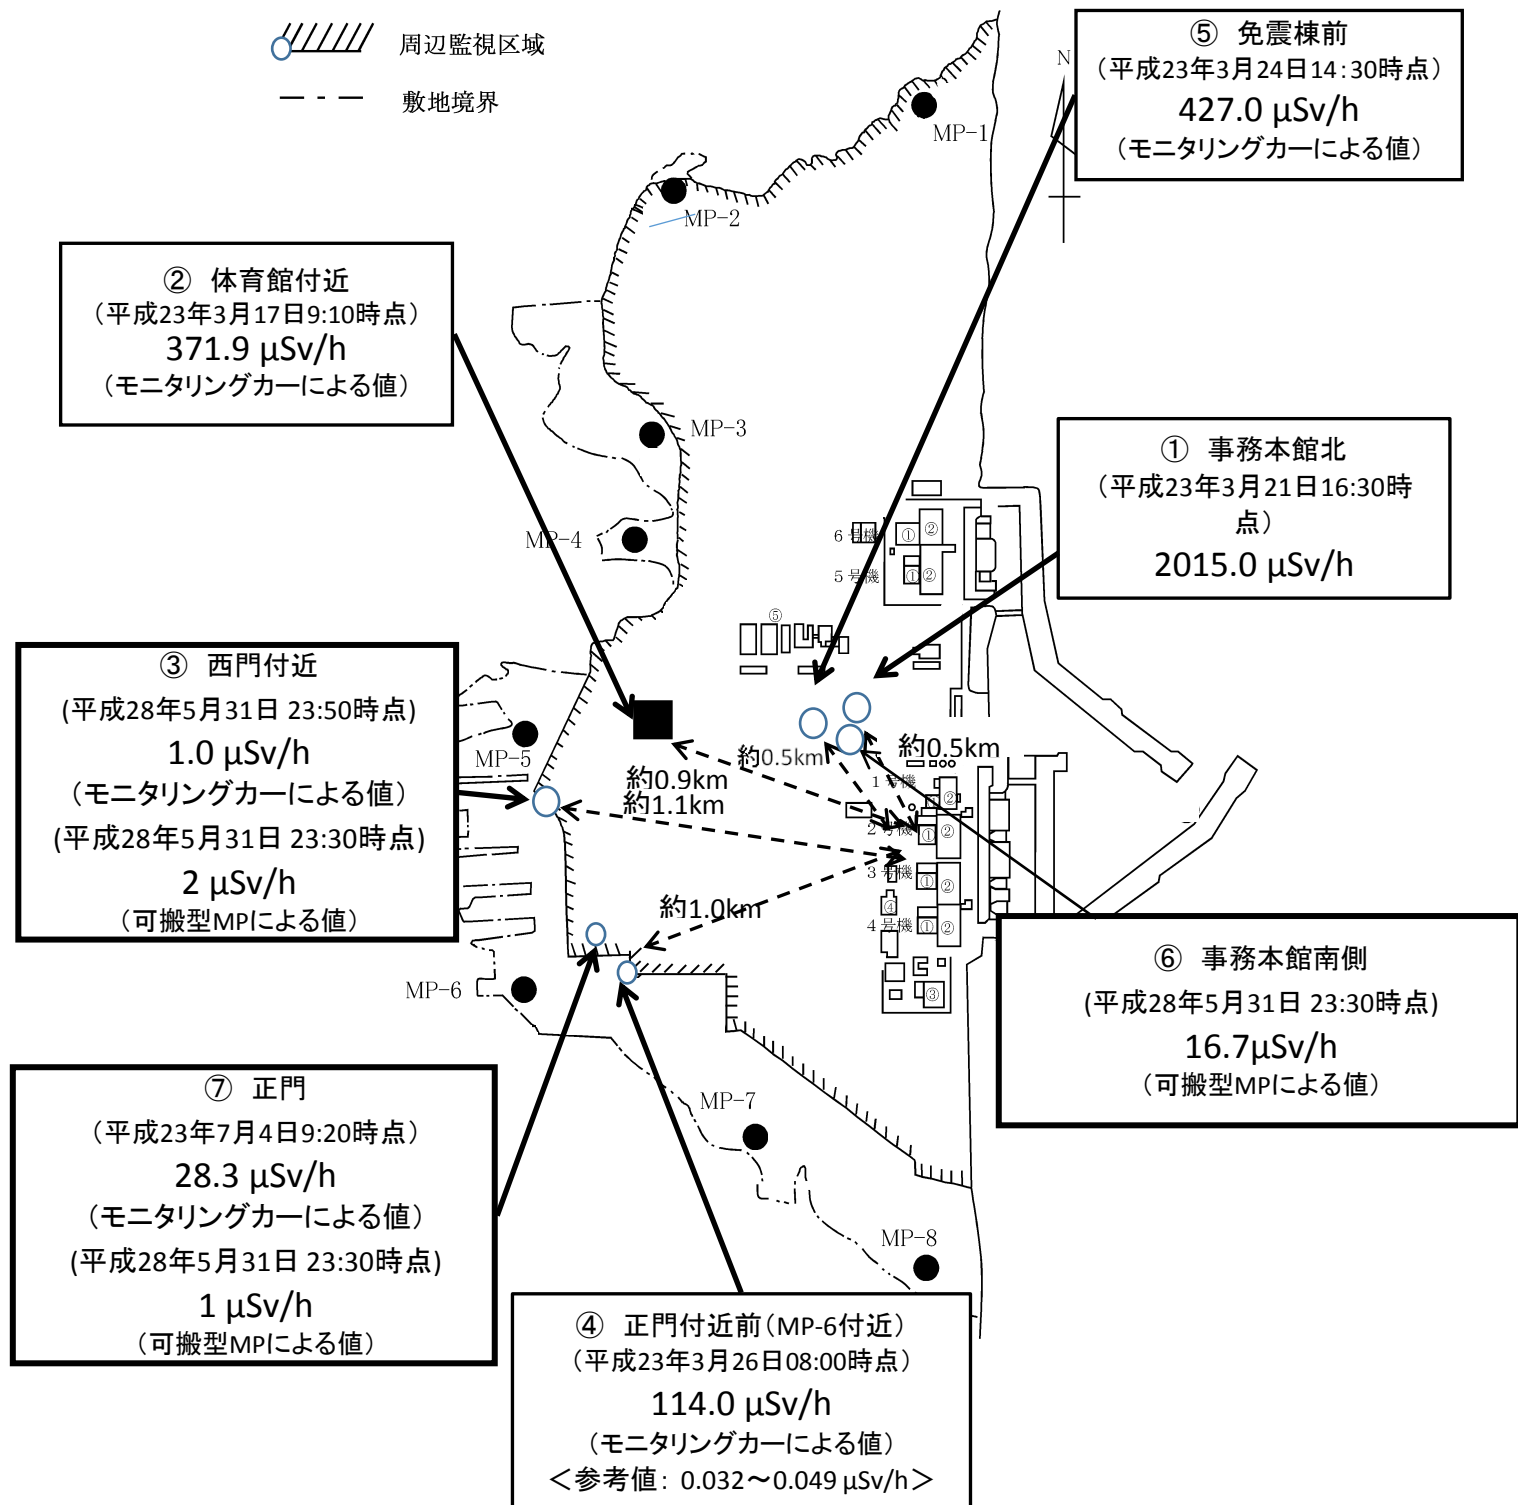 周辺監視区域
敷地境界
⑤ 免震棟前
（平成23年3月24日14:30時点）
427.0 μSv/h
（モニタリングカーによる値）
N
MP-1
MP-2
② 体育館付近
（平成23年3月17日9:10時点）
371.9 μSv/h
（モニタリングカーによる値）
MP-3
① 事務本館北
（平成23年3月21日16:30時
点）
2015.0 μSv/h
MP-4
６号機
①
②
５号機
①
②
⑤
③ 西門付近
(平成28年5月31日 23:50時点)
1.0 μSv/h
（モニタリングカーによる値）
(平成28年5月31日 23:30時点)
2 μSv/h
（可搬型MPによる値）
MP-5
約0.5km
約0.5km
約0.9km
約1.1km
１号機
①
②
２号機
①
②
３号機
①
②
④
４号機
①
②
約1.0km
③
MP-6
⑥ 事務本館南側
(平成28年5月31日 23:30時点)
16.7μSv/h
（可搬型MPによる値）
⑦ 正門
（平成23年7月4日9:20時点）
28.3 μSv/h
（モニタリングカーによる値）
(平成28年5月31日 23:30時点)
1 μSv/h
（可搬型MPによる値）
MP-7
MP-8
④ 正門付近前（MP-6付近）
（平成23年3月26日08:00時点）
114.0 μSv/h
（モニタリングカーによる値）
＜参考値： 0.032～0.049 μSv/h＞